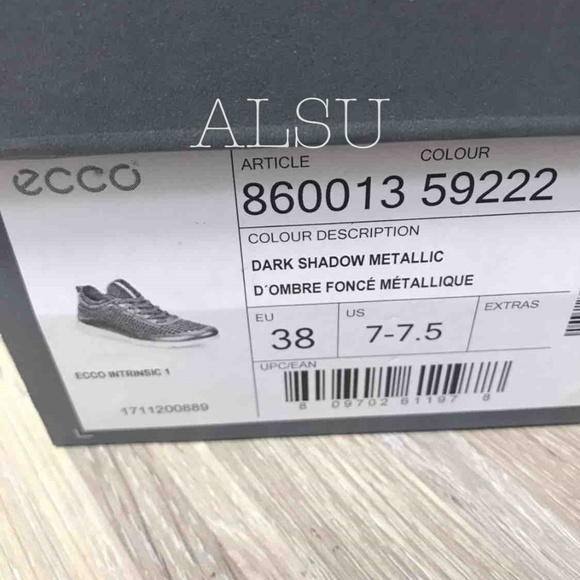 ALSU
ecco
ARTICLE
COLOUR
860013 59222
COLOUR DESCRIPTION
DARK SHADOW METALLIC
D´OMBRE FONCÉ MÉTALLIQUE
EU
38
US
7-7.5
EXTRAS
UPC/EAN
8 09702 61197 8
ECCO INTRINSIC 1
1711200889